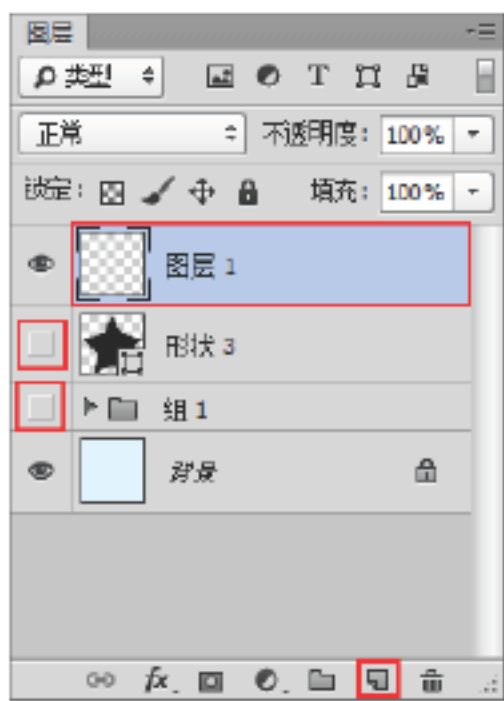 图层
类型
正常 不透明度: 100%
锁定: 填充: 100%
图层 1
形状 3
组 1
背景
fx.